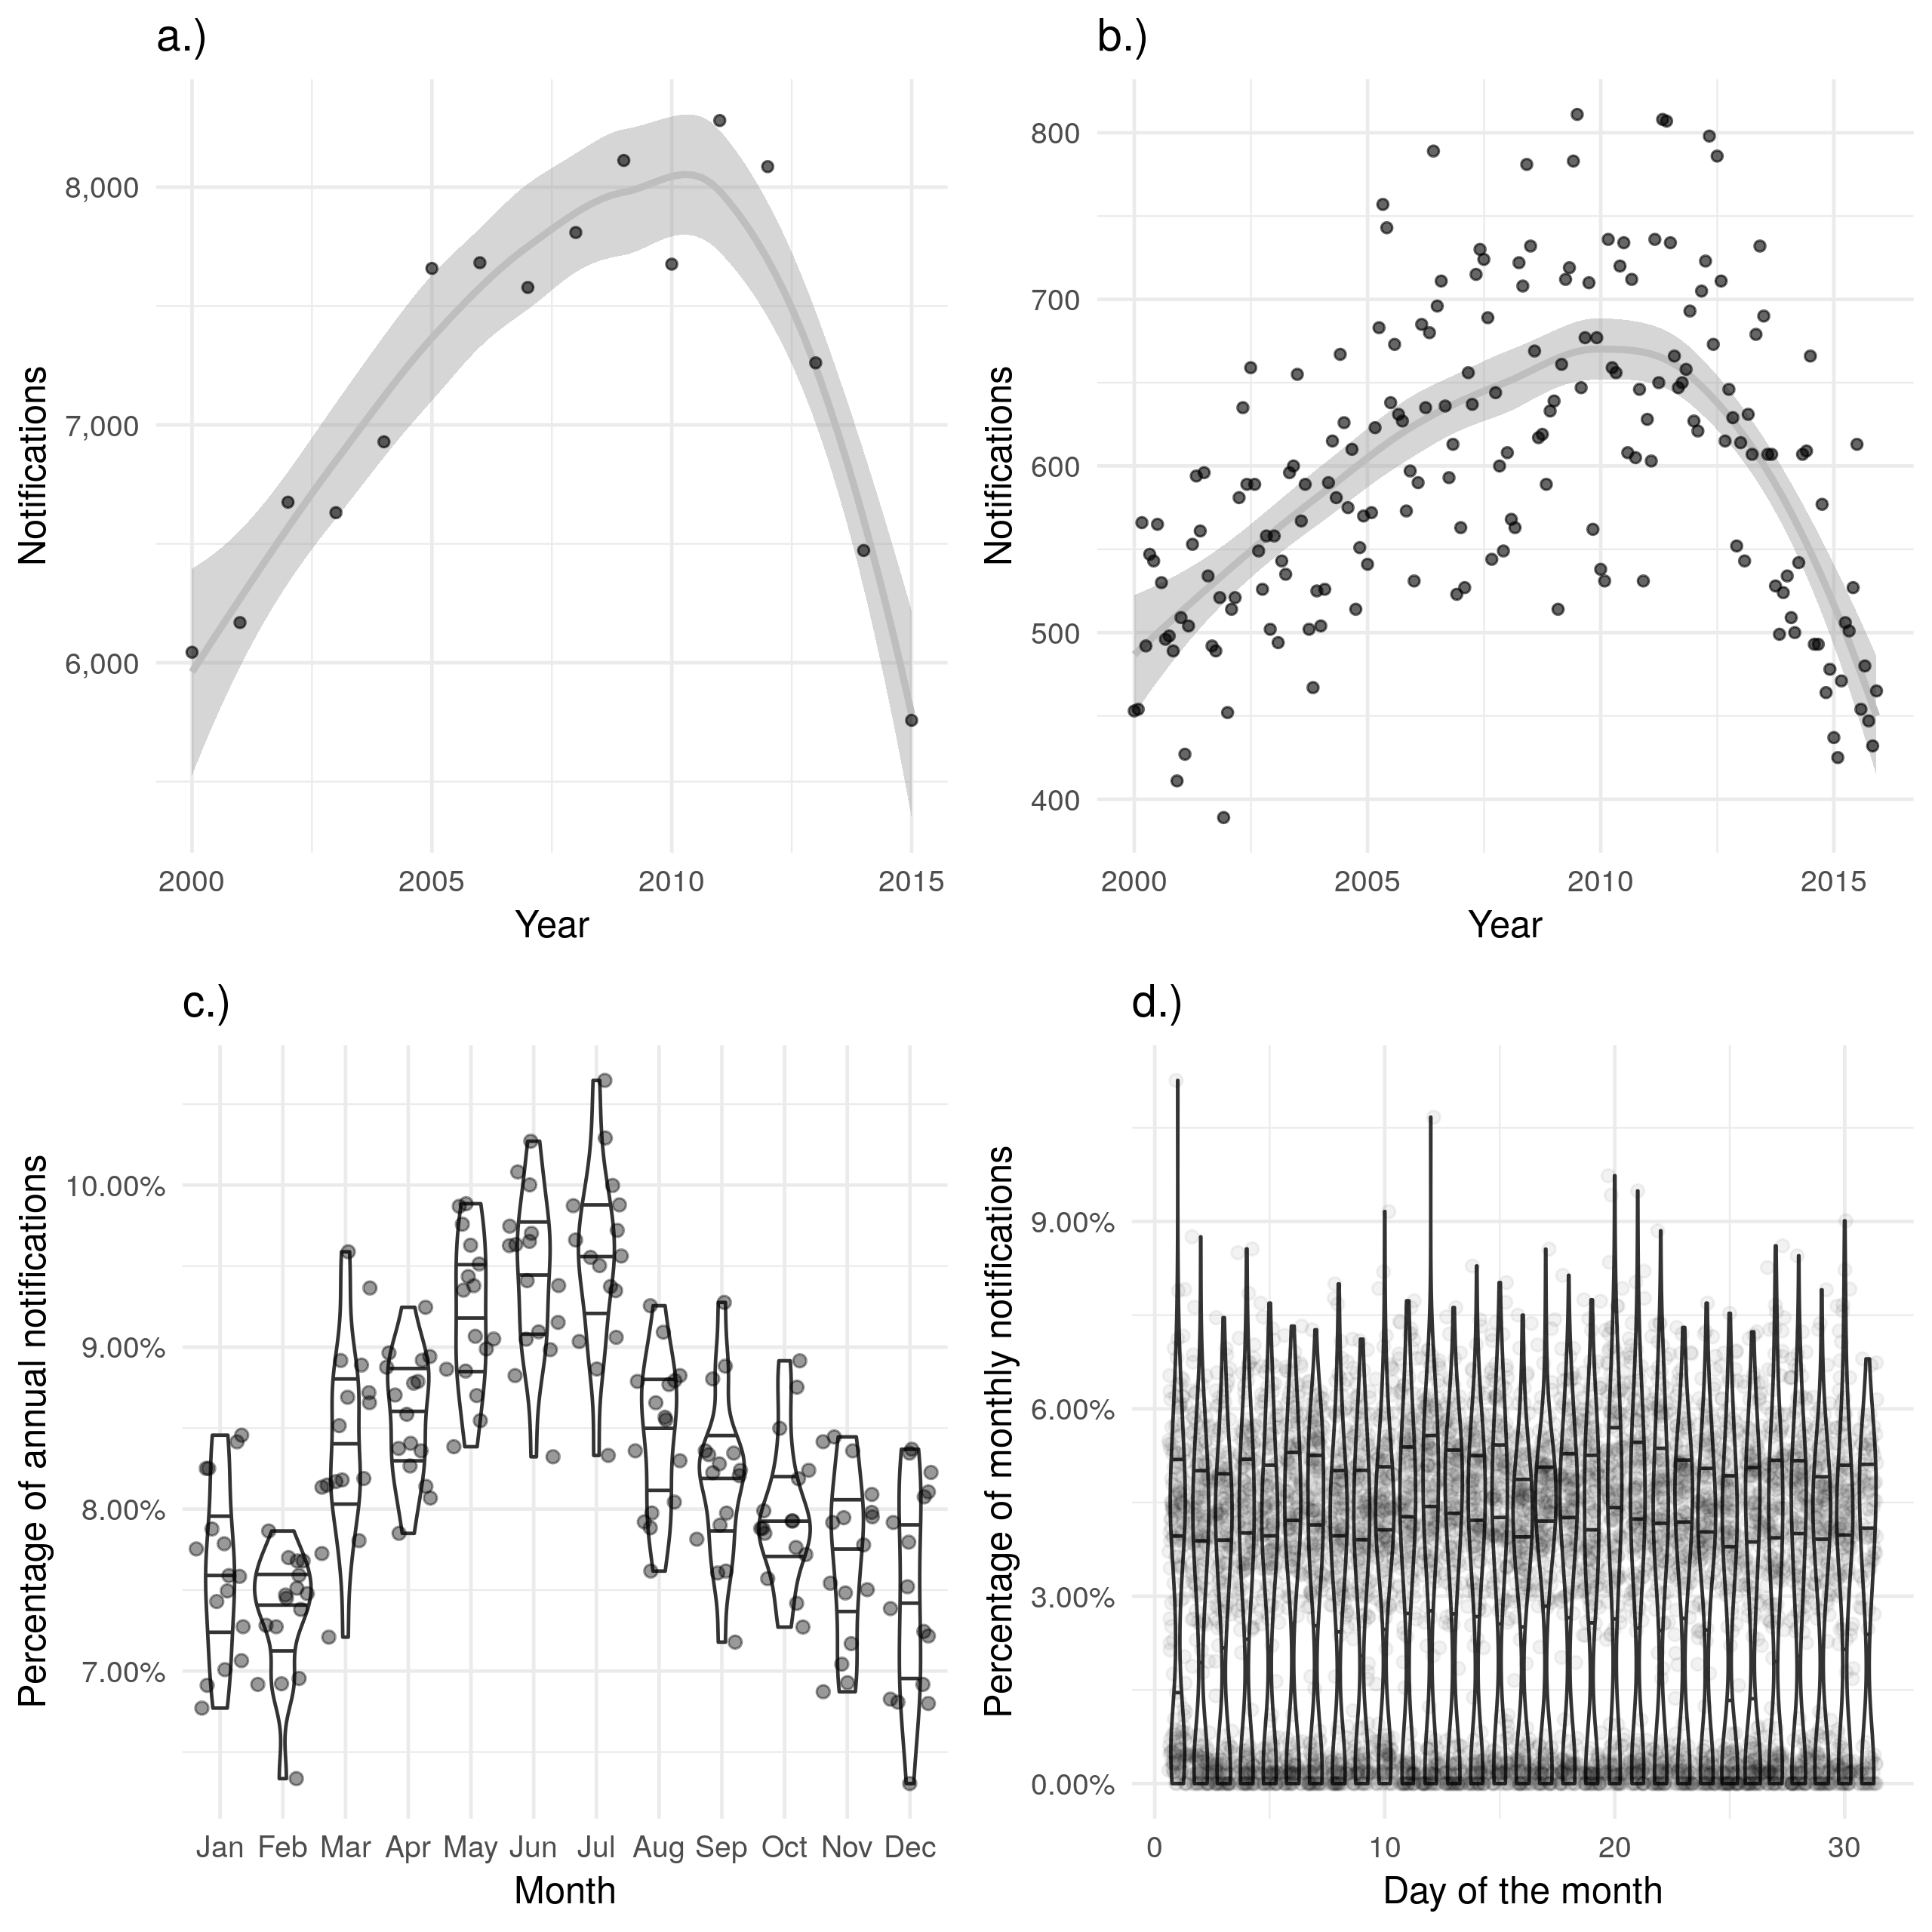 a.)
Notifications
8,000
7,000
6,000
2000 2005 2010 2015
Year
b.)
Notifications
800
700
600
500
400
2000 2005 2010 2015
Year
c.)
Percentage of annual notifications
10.00%
9.00%
8.00%
7.00%
Jan Feb Mar Apr May Jun Jul Aug Sep Oct Nov Dec
Month
d.)
Percentage of monthly notifications
9.00%
6.00%
3.00%
0.00%
0 10 20 30
Day of the month